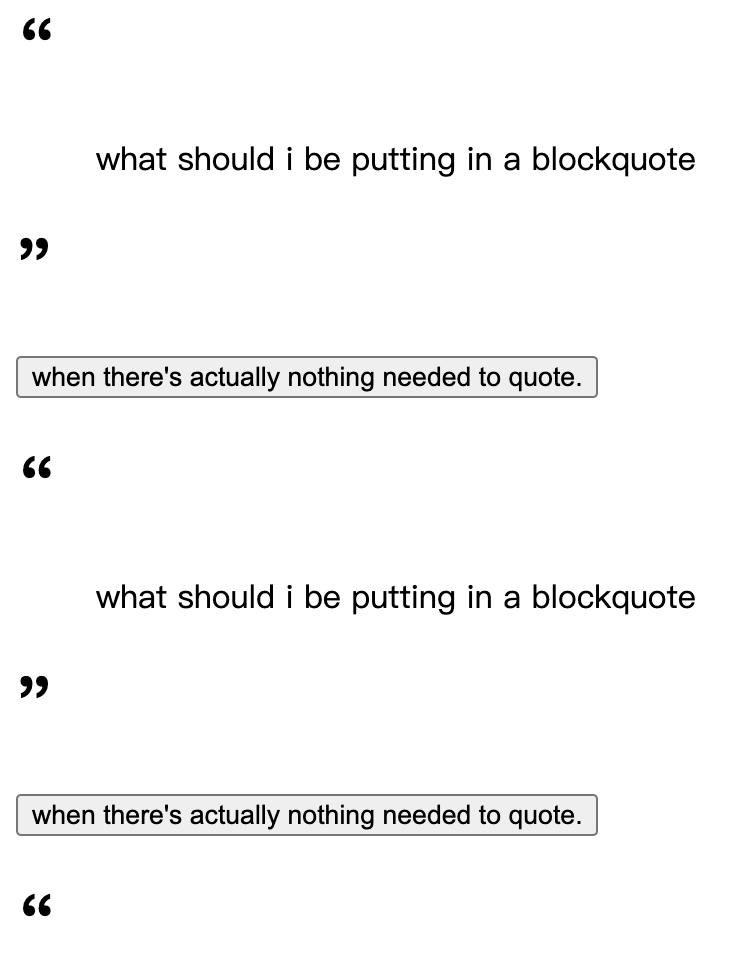 “
what should i be putting in a blockquote
”
when there's actually nothing needed to quote.
“
what should i be putting in a blockquote
”
when there's actually nothing needed to quote.
“